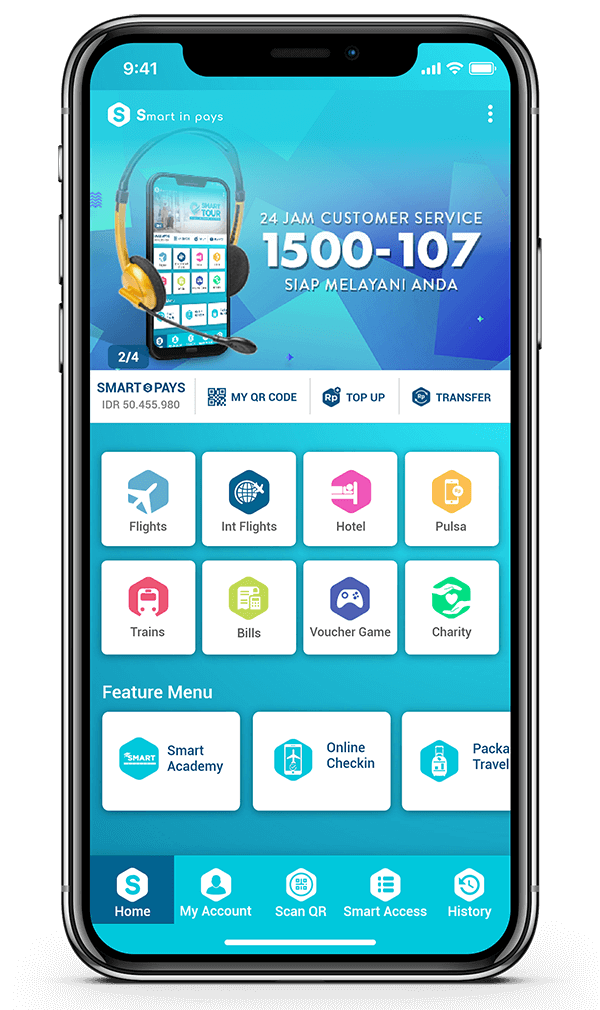 9:41
Smart in pays
SMART
TOUR
24 JAM CUSTOMER SERVICE
1500-107
SIAP MELAYANI ANDA
2/4
SMART S PAYS
IDR 50.455.980
MY QR CODE
Rp
TOP UP
Rp
TRANSFER
Flights
Int Flights
Hotel
Pulsa
Trains
Bills
Voucher Game
Charity
Feature Menu
SMART
Smart
Academy
Online
Checkin
Packa
Travel
Home
My Account
Scan QR
Smart Access
History